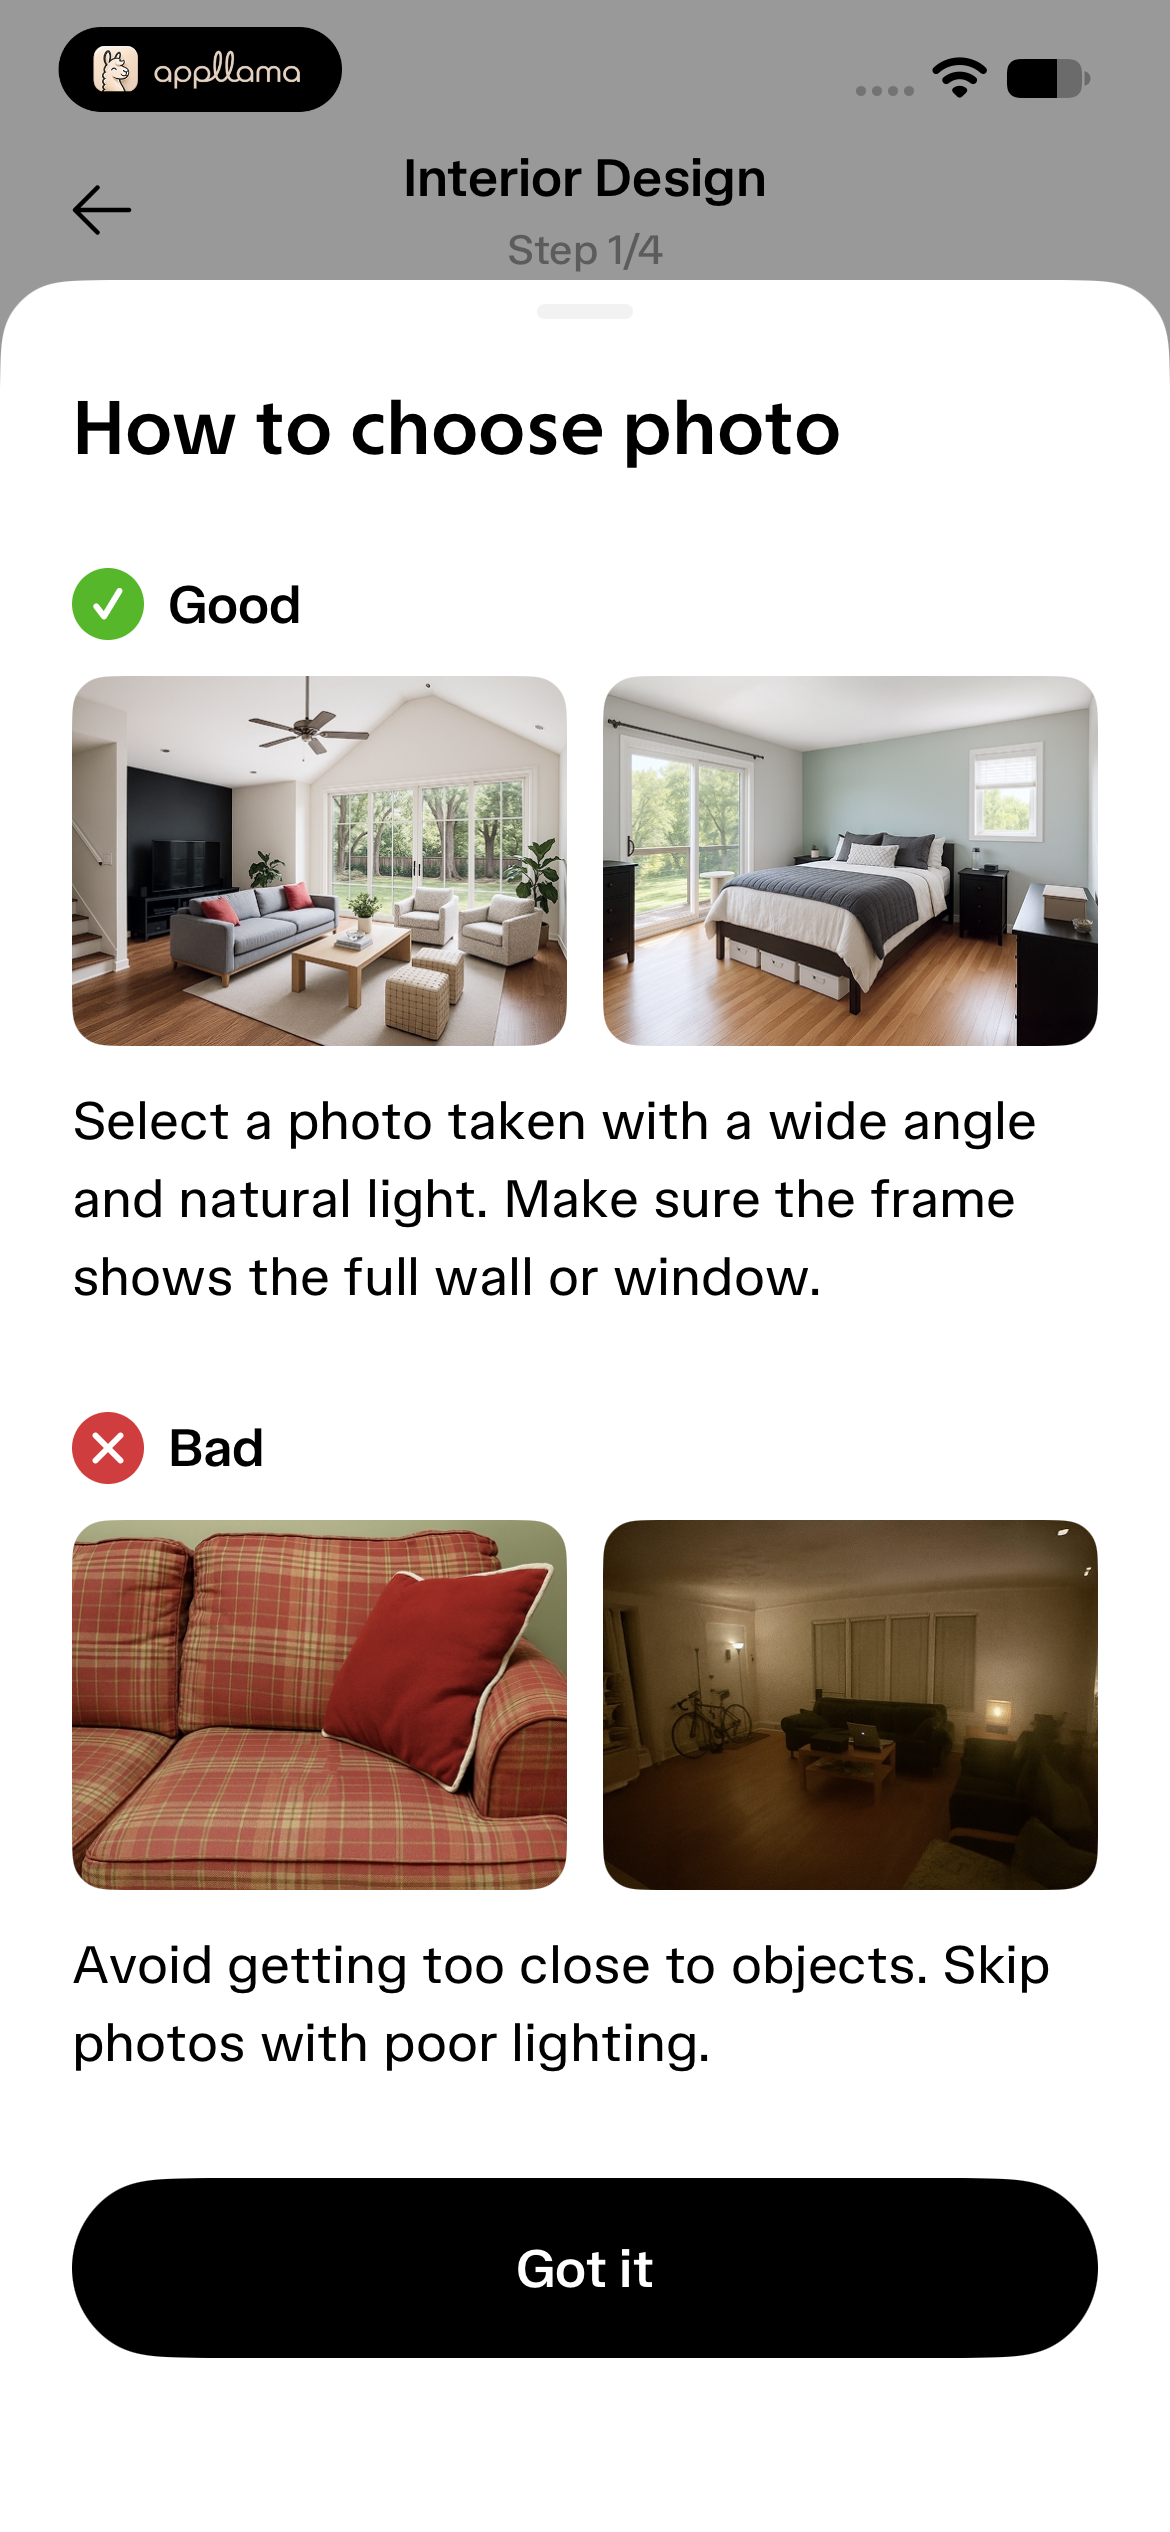 appllama
Interior Design
Step 1/4
How to choose photo
Good
Select a photo taken with a wide angle
and natural light. Make sure the frame
shows the full wall or window.
Bad
Avoid getting too close to objects. Skip
photos with poor lighting.
Got it